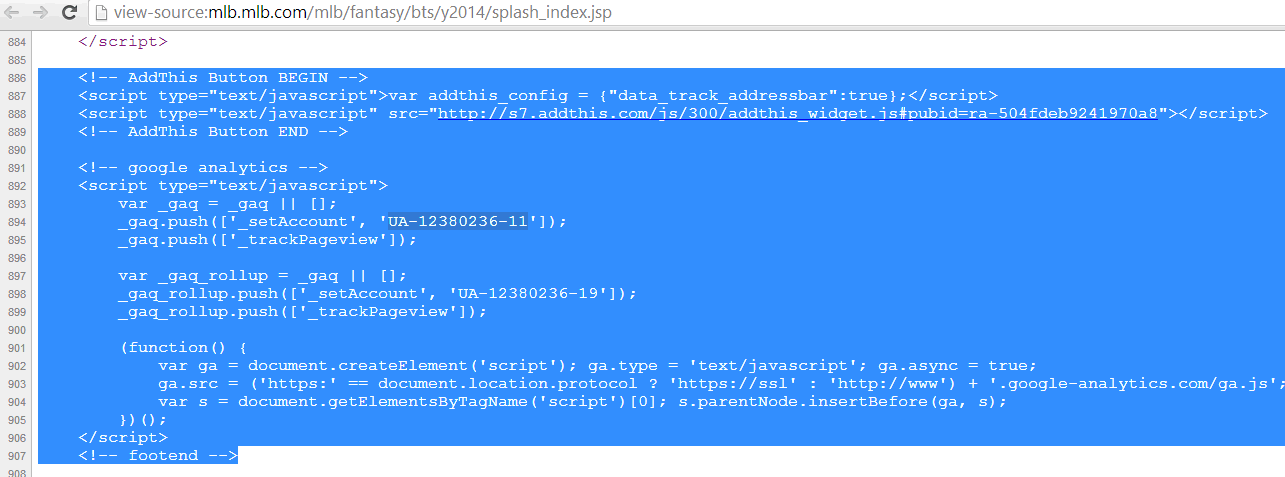 view-source:mlb.mlb.com/mlb/fantasy/bts/y2014/splash_index.jsp
884 </script>
885
886 <!-- AddThis Button BEGIN -->
887 <script type="text/javascript">var addthis_config = {"data_track_addressbar":true};</script>
888 <script type="text/javascript" src="http://s7.addthis.com/js/300/addthis_widget.js#pubid=ra-504fdeb9241970a8"></script>
889 <!-- AddThis Button END -->
890
891 <!-- google analytics -->
892 <script type="text/javascript">
893 var _gaq = _gaq || [];
894 _gaq.push(['_setAccount', 'UA-12380236-11']);
895 _gaq.push(['_trackPageview']);
896
897 var _gaq_rollup = _gaq || [];
898 _gaq_rollup.push(['_setAccount', 'UA-12380236-19']);
899 _gaq_rollup.push(['_trackPageview']);
900
901 (function() {
902 var ga = document.createElement('script'); ga.type = 'text/javascript'; ga.async = true;
903 ga.src = ('https:' == document.location.protocol ? 'https://ssl' : 'http://www') + '.google-analytics.com/ga.js';
904 var s = document.getElementsByTagName('script')[0]; s.parentNode.insertBefore(ga, s);
905 })();
906 </script>
907 <!-- footend -->
908